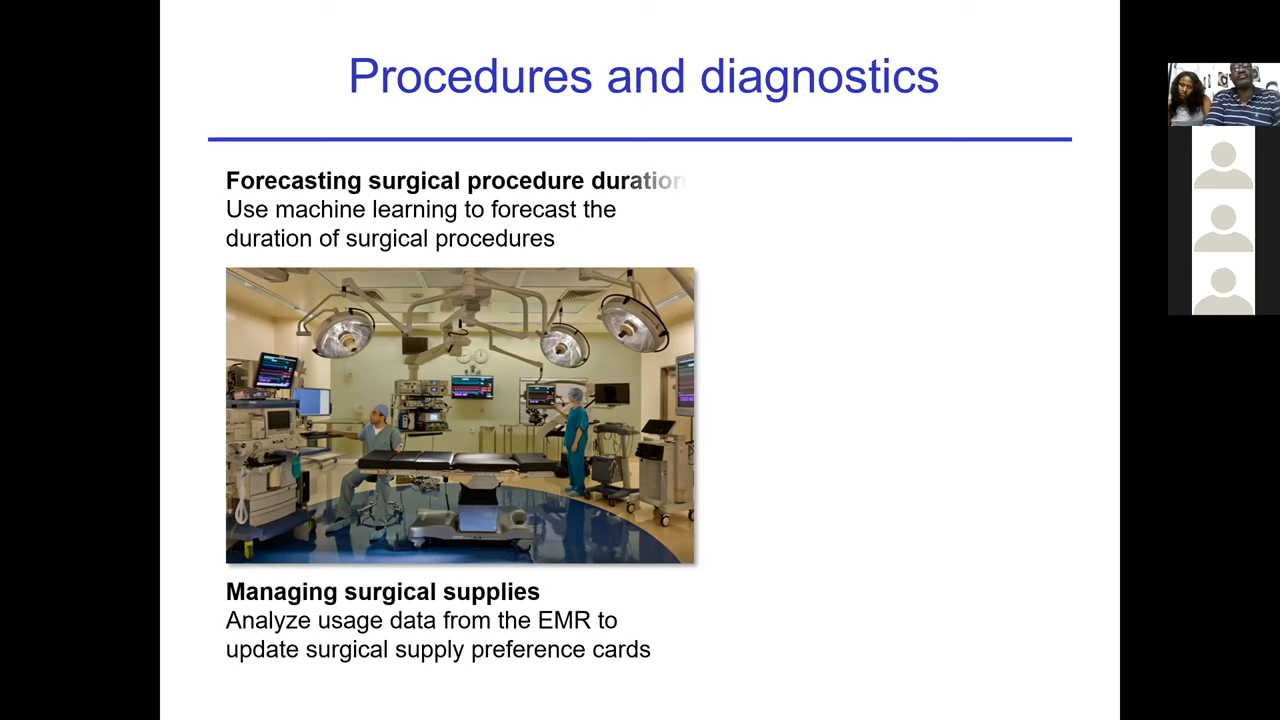 Procedures and diagnostics
Forecasting surgical procedure duration
Use machine learning to forecast the
duration of surgical procedures
Managing surgical supplies
Analyze usage data from the EMR to
update surgical supply preference cards